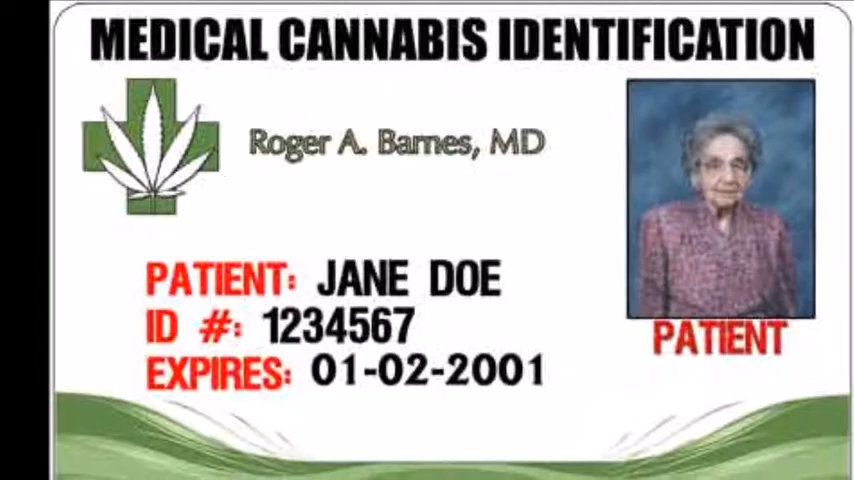 MEDICAL CANNABIS IDENTIFICATION
Roger A. Barnes, MD
PATIENT: JANE DOE
ID #: 1234567
EXPIRES: 01-02-2001
PATIENT